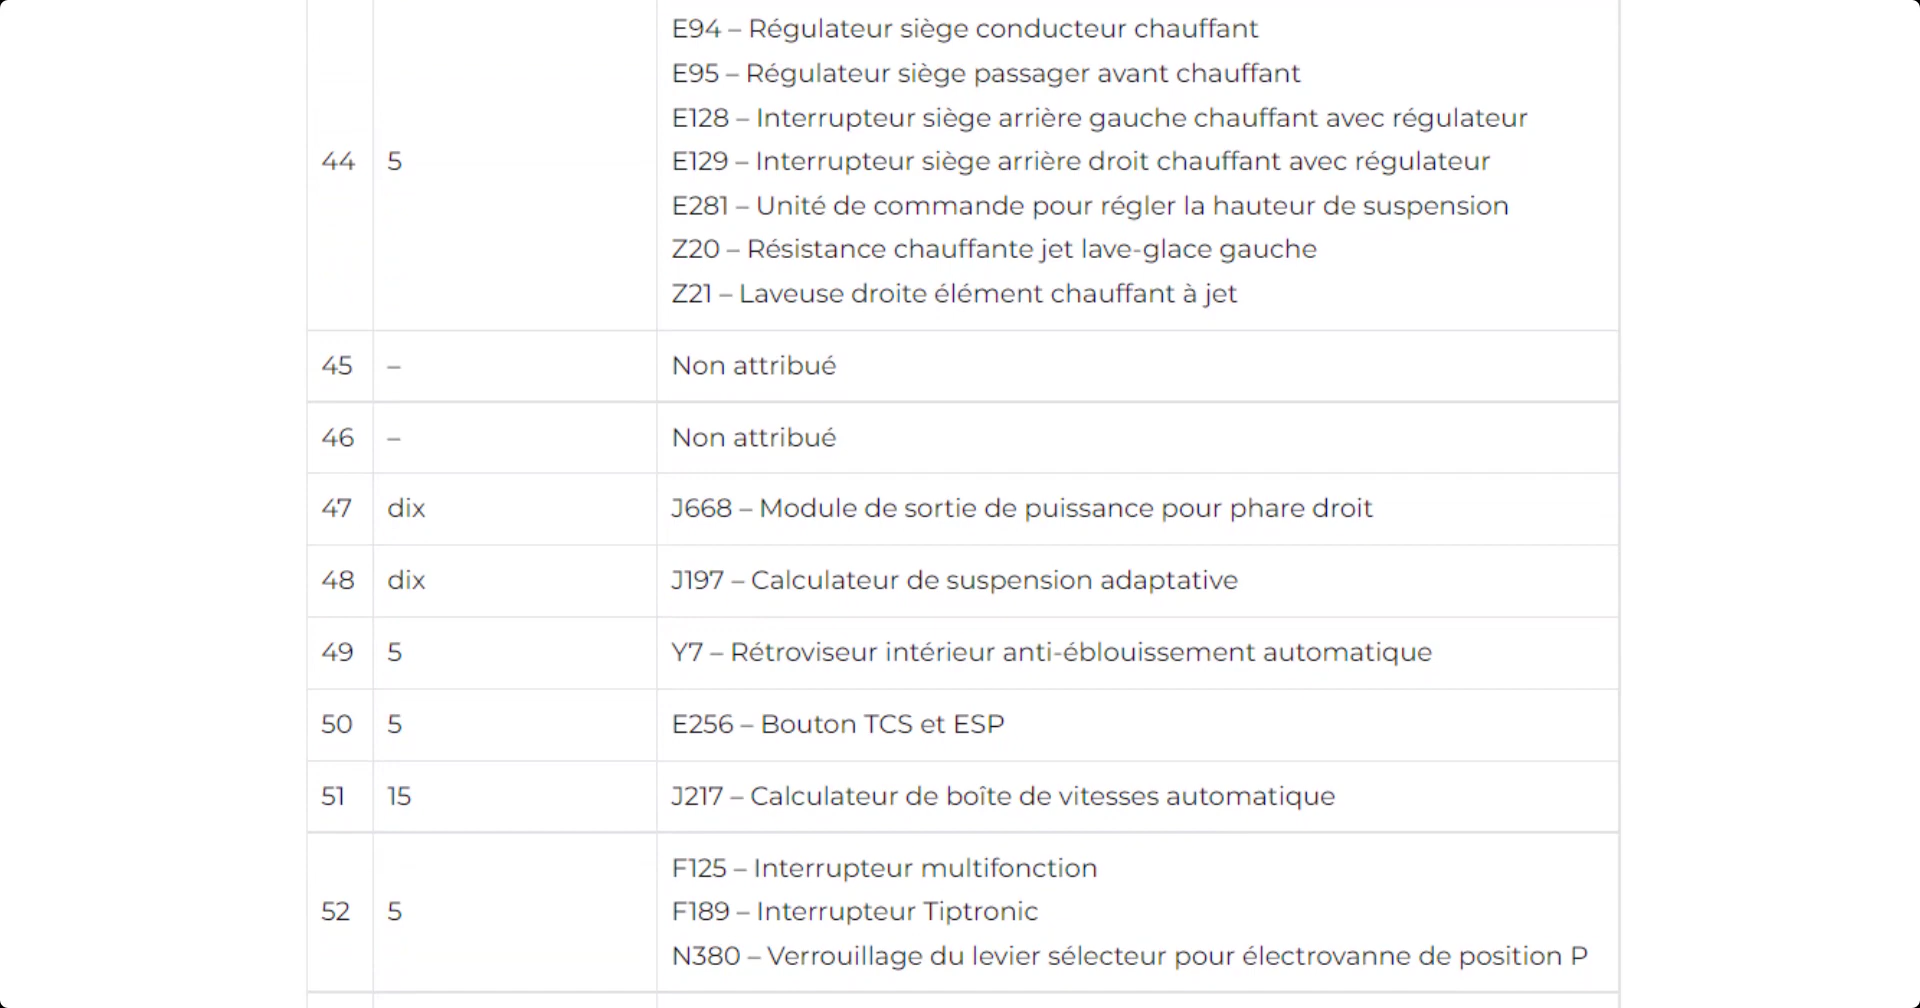 E94 – Régulateur siège conducteur chauffant
E95 – Régulateur siège passager avant chauffant
E128 – Interrupteur siège arrière gauche chauffant avec régulateur
44 5 E129 – Interrupteur siège arrière droit chauffant avec régulateur
E281 – Unité de commande pour régler la hauteur de suspension
Z20 – Résistance chauffante jet lave-glace gauche
Z21 – Laveuse droite élément chauffant à jet
45 – Non attribué
46 – Non attribué
47 dix J668 – Module de sortie de puissance pour phare droit
48 dix J197 – Calculateur de suspension adaptative
49 5 Y7 – Rétroviseur intérieur anti-éblouissement automatique
50 5 E256 – Bouton TCS et ESP
51 15 J217 – Calculateur de boîte de vitesses automatique
F125 – Interrupteur multifonction
52 5 F189 – Interrupteur Tiptronic
N380 – Verrouillage du levier sélecteur pour électrovanne de position P